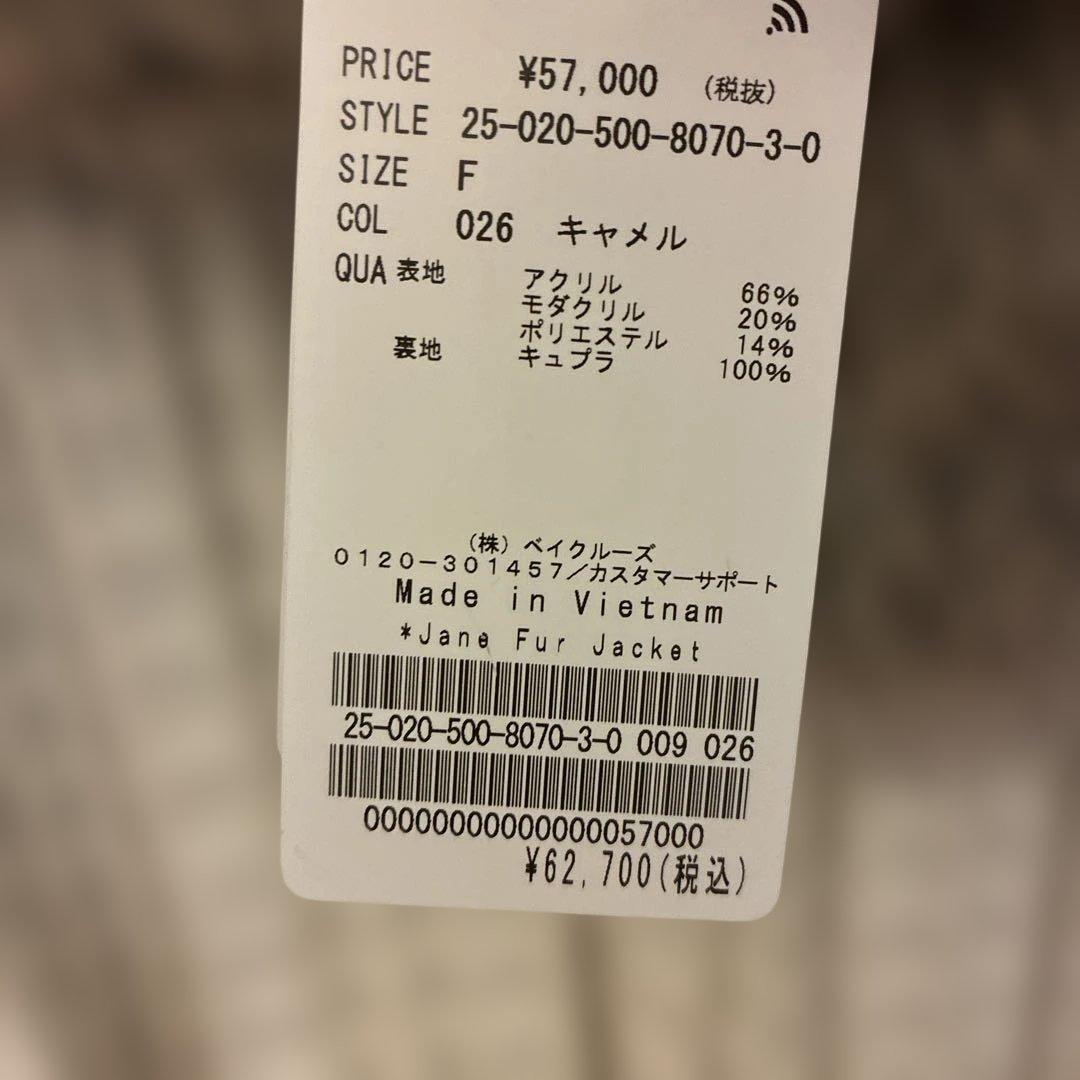 PRICE ¥57,000 (税抜)
STYLE 25-020-500-8070-3-0
SIZE F
COL 026 キャメル
QUA 表地 アクリル 66%
モダクリル 20%
ポリエステル 14%
裏地 キュプラ 100%
(株) ベイクルーズ
0120-301457/カスタマーサポート
Made in Vietnam
*Jane Fur Jacket
25-020-500-8070-3-0 009 026
00000000000000057000
¥62,700(税込)